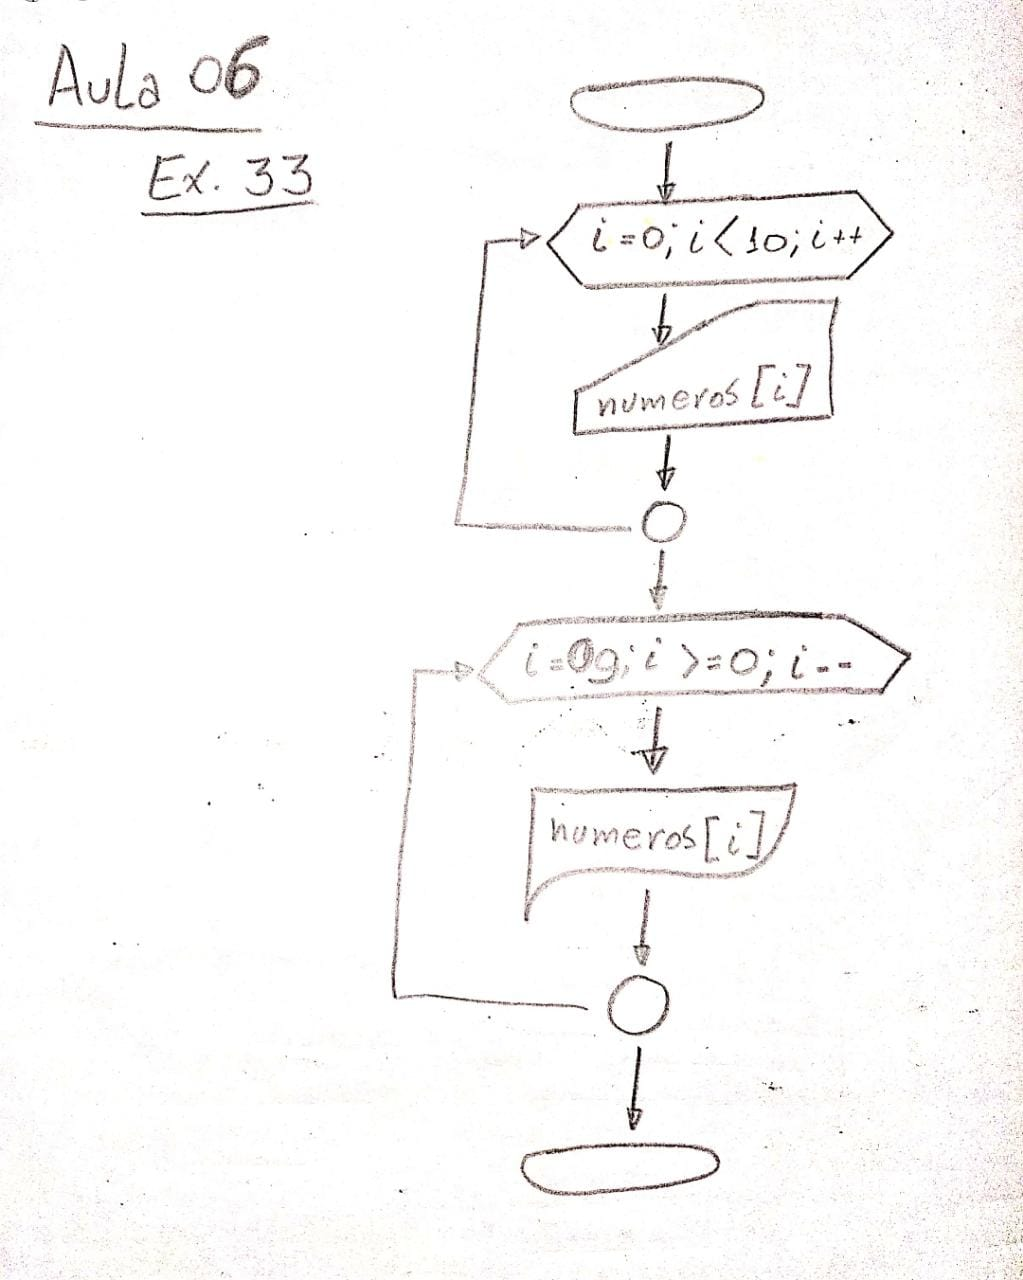 Aula 06
Ex. 33
i=0; i<10; i++
numeros[i]
i=09; i >=0; i--
numeros[i]